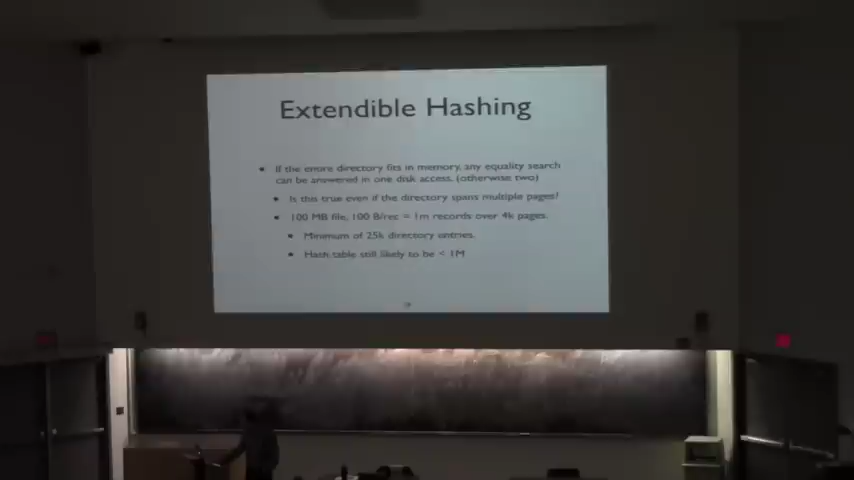 Extendible Hashing
• If the entire directory fits in memory, any equality search
can be answered in one disk access. (otherwise two)
• Is this true even if the directory spans multiple pages?
• 100 MB file, 100 B/rec = 1m records over 4k pages.
• Minimum of 25k directory entries.
• Hash table still likely to be < 1M